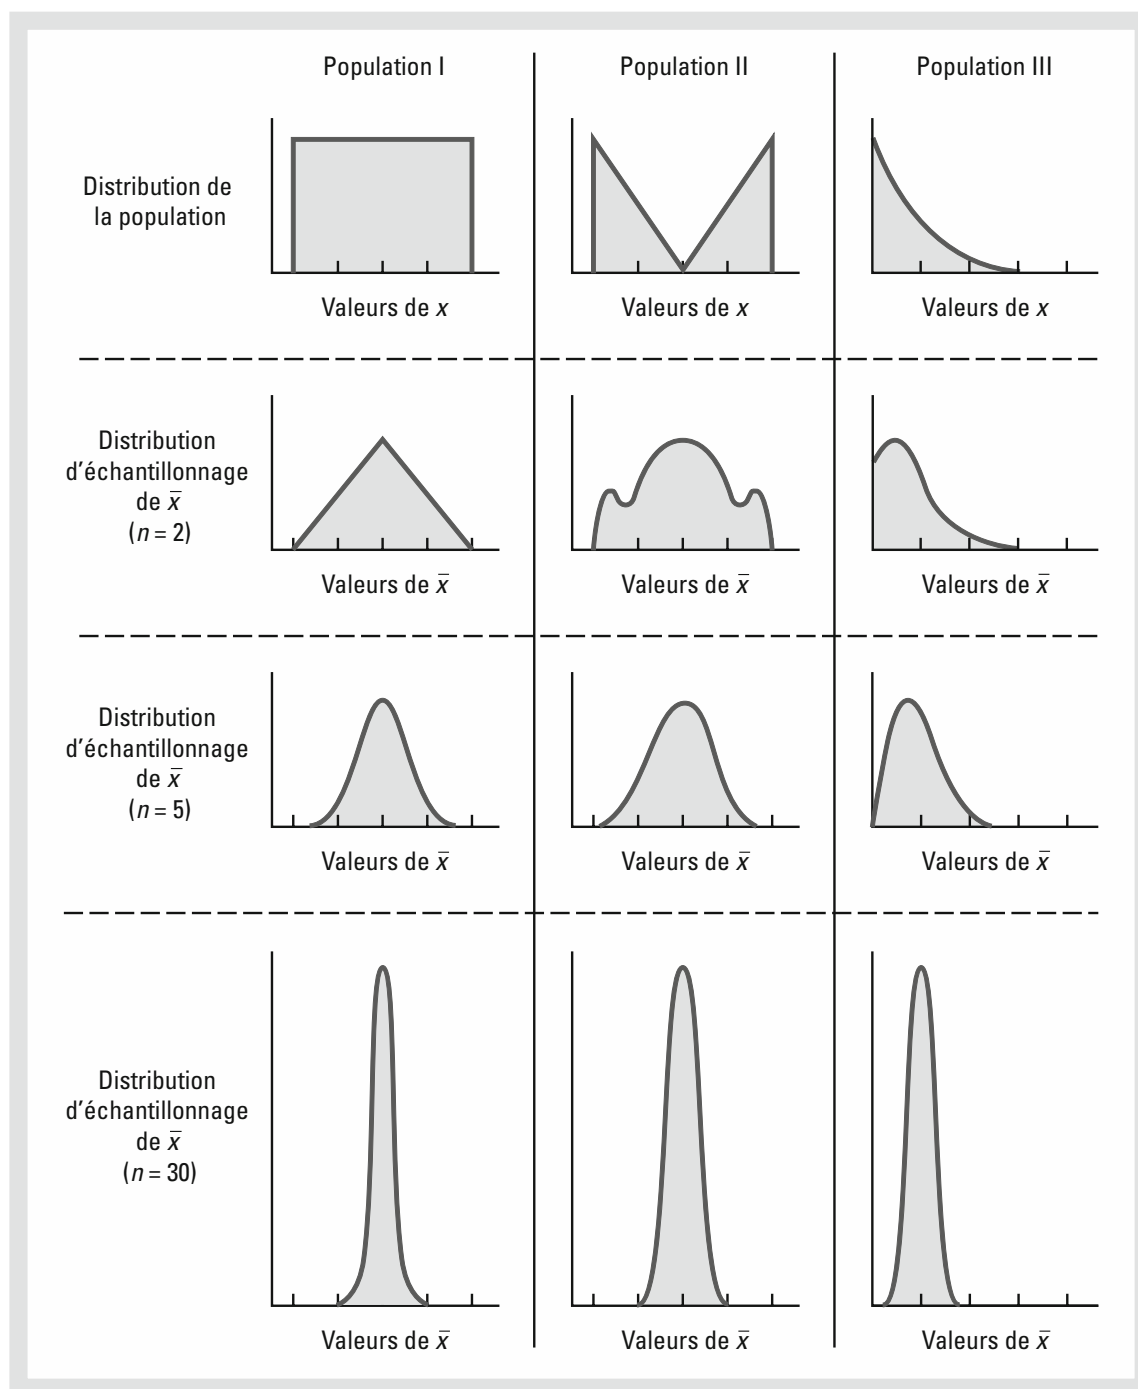 Population I
Population II
Population III
Distribution de
la population
Valeurs de x
Valeurs de x
Valeurs de x
Distribution
d'échantillonnage
de x̄
(n = 2)
Valeurs de x̄
Valeurs de x̄
Valeurs de x̄
Distribution
d'échantillonnage
de x̄
(n = 5)
Valeurs de x̄
Valeurs de x̄
Valeurs de x̄
Distribution
d'échantillonnage
de x̄
(n = 30)
Valeurs de x̄
Valeurs de x̄
Valeurs de x̄